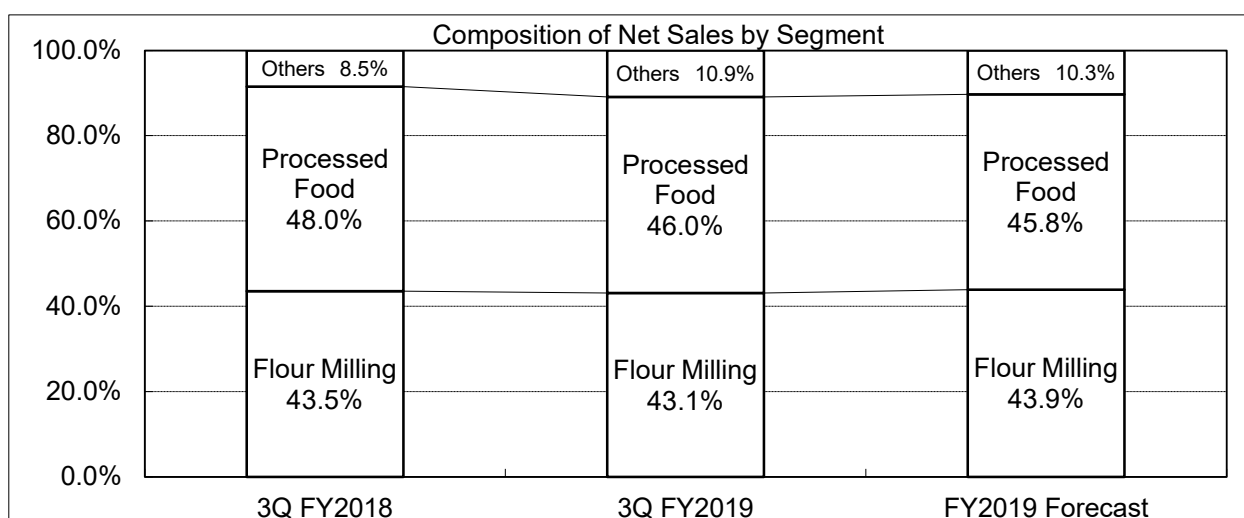 Composition of Net Sales by Segment
100.0%
80.0%
60.0%
40.0%
20.0%
0.0%
Others 8.5%
Processed
Food
48.0%
Flour Milling
43.5%
Others 10.9%
Processed
Food
46.0%
Flour Milling
43.1%
Others 10.3%
Processed
Food
45.8%
Flour Milling
43.9%
3Q FY2018
3Q FY2019
FY2019 Forecast